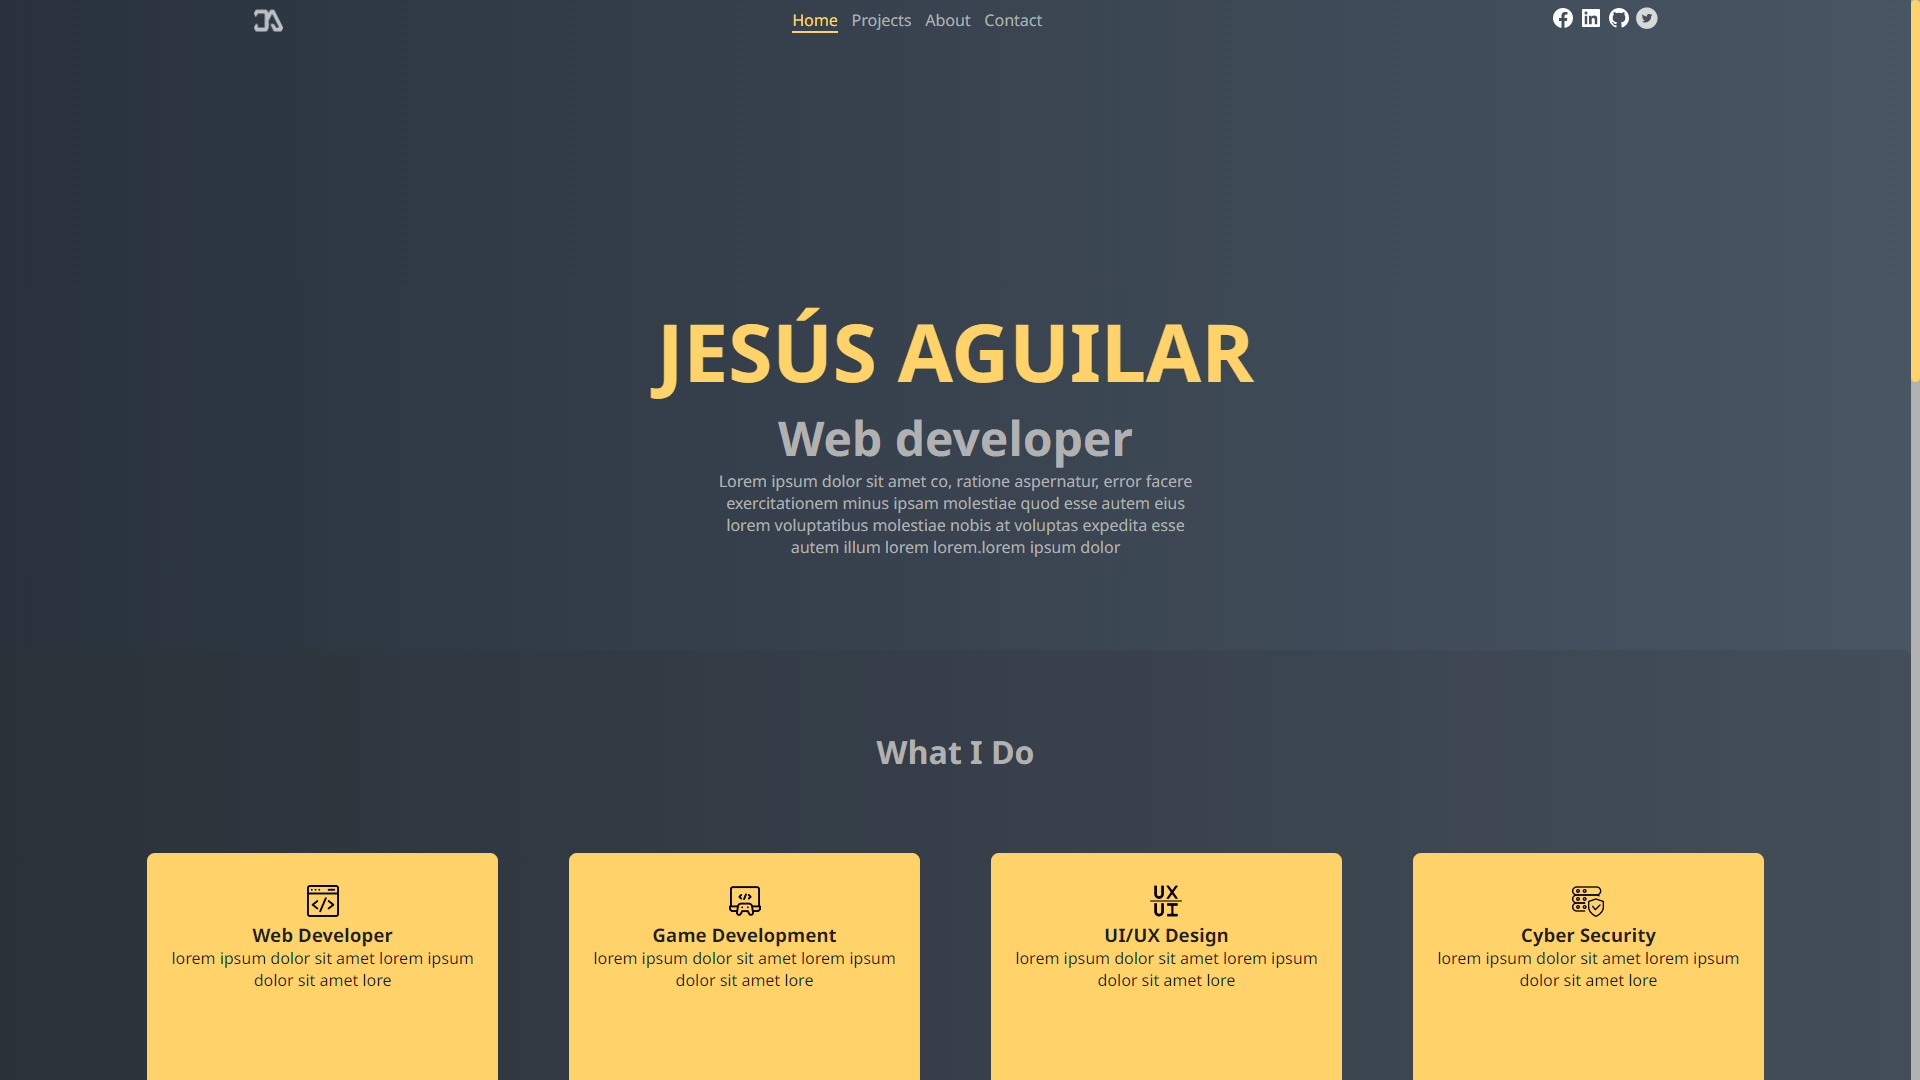 JA
Home Projects About Contact
JESÚS AGUILAR
Web developer
Lorem ipsum dolor sit amet co, ratione aspernatur, error facere
exercitationem minus ipsam molestiae quod esse autem eius
lorem voluptatibus molestiae nobis at voluptas expedita esse
autem illum lorem lorem.lorem ipsum dolor
What I Do
Web Developer
lorem ipsum dolor sit amet lorem ipsum
dolor sit amet lore
Game Development
lorem ipsum dolor sit amet lorem ipsum
dolor sit amet lore
UX
UI
UI/UX Design
lorem ipsum dolor sit amet lorem ipsum
dolor sit amet lore
Cyber Security
lorem ipsum dolor sit amet lorem ipsum
dolor sit amet lore